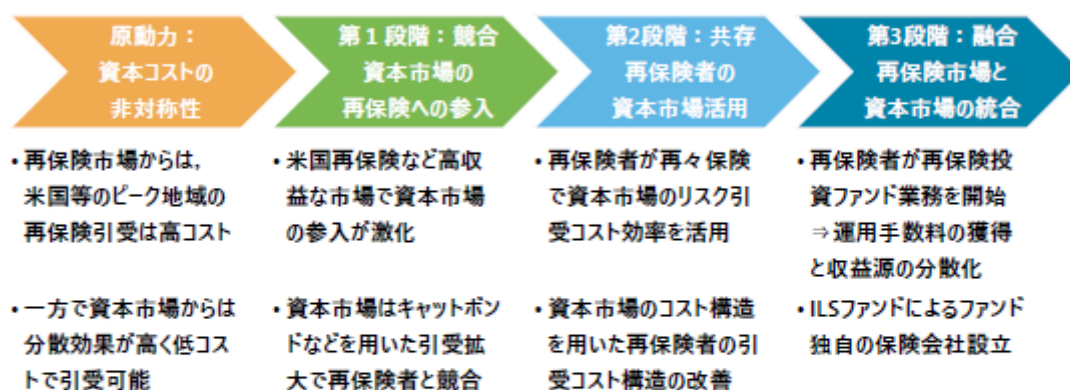 原動力：
資本コストの
非対称性
第１段階：競合
資本市場の
再保険への参入
第2段階：共存
再保険者の
資本市場活用
第3段階：融合
再保険市場と
資本市場の統合
・再保険市場からは,
米国等のピーク地域の
再保険引受は高コスト
・一方で資本市場からは
分散効果が高く低コス
トで引受可能
・米国再保険など高収
益な市場で資本市場
の参入が激化
・資本市場はキャットボン
ドなどを用いた引受拡
大で再保険者と競合
・再保険者が再々保険
で資本市場のリスク引
受コスト効率を活用
・資本市場のコスト構造
を用いた再保険者の引
受コスト構造の改善
・再保険者が再保険投
資ファンド業務を開始
⇒運用手数料の獲得
と収益源の分散化
・ILSファンドによるファンド
独自の保険会社設立